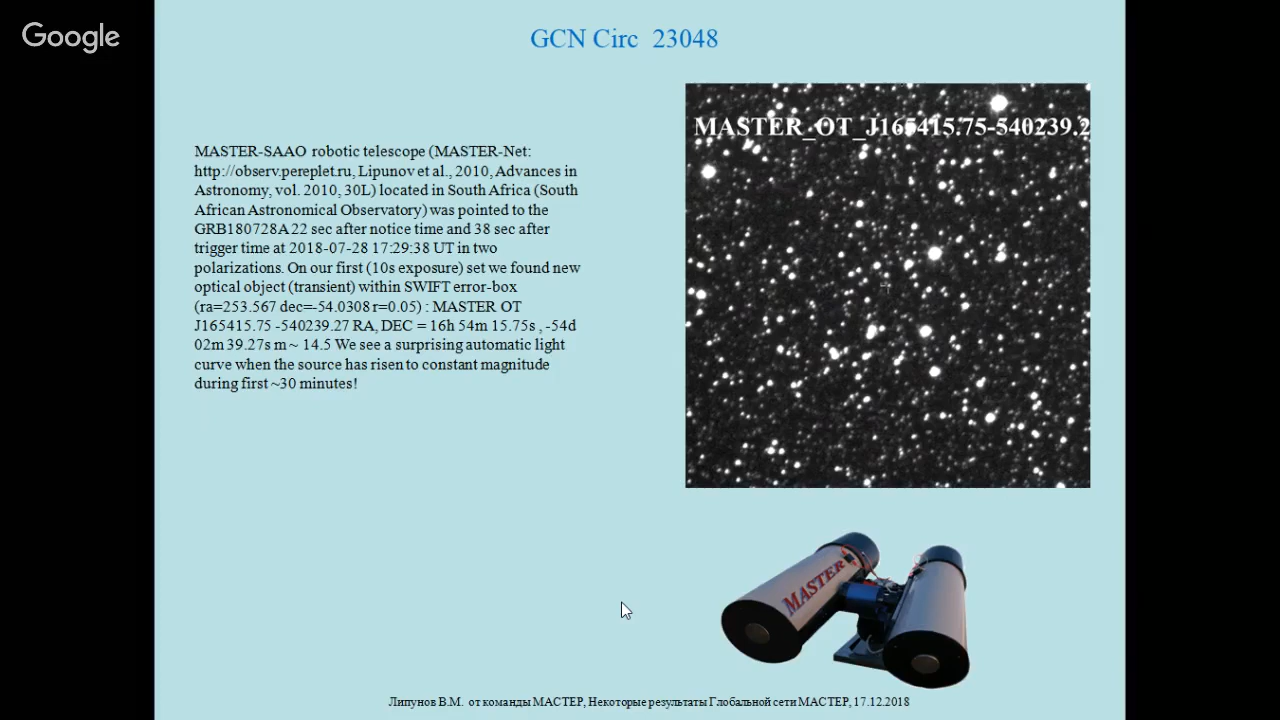 Google
GCN Circ 23048
MASTER_OT_J165415.75-540239.2
MASTER-SAAO robotic telescope (MASTER-Net:
http://observ.pereplet.ru, Lipunov et al., 2010, Advances in
Astronomy, vol. 2010, 30L) located in South Africa (South
African Astronomical Observatory) was pointed to the
GRB180728A 22 sec after notice time and 38 sec after
trigger time at 2018-07-28 17:29:38 UT in two
polarizations. On our first (10s exposure) set we found new
optical object (transient) within SWIFT error-box
(ra=253.567 dec=-54.0308 r=0.05) : MASTER OT
J165415.75 -540239.27 RA, DEC = 16h 54m 15.75s , -54d
02m 39.27s m ~ 14.5 We see a surprising automatic light
curve when the source has risen to constant magnitude
during first ~30 minutes!
MASTER
Липунов В.М. от команды МАСТЕР, Некоторые результаты Глобальной сети МАСТЕР, 17.12.2018